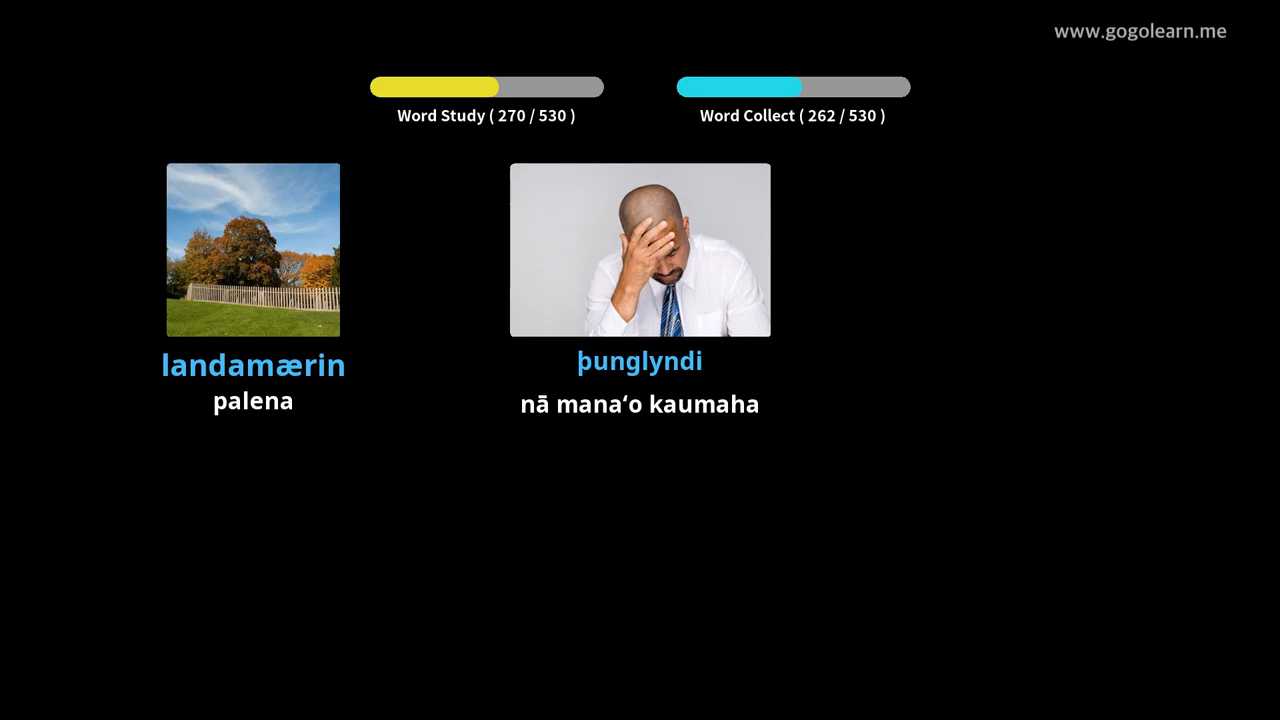 www.gogolearn.me
Word Study ( 270 / 530 )
Word Collect ( 262 / 530 )
landamærin
palena
þunglyndi
nā manaʻo kaumaha